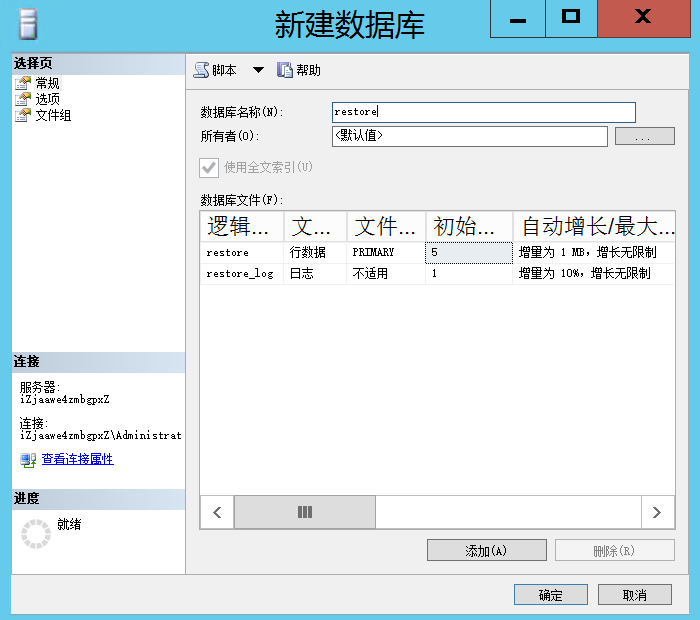 新建数据库
选择页
常规
选项
文件组
脚本
帮助
数据库名称(N):
restore
所有者(O):
<默认值>
...
使用全文索引(U)
数据库文件(F):
逻辑... 文... 文件... 初始... 自动增长/最大...
restore 行数据 PRIMARY 5 增量为 1 MB，增长无限制
restore_log 日志 不适用 1 增量为 10%，增长无限制
连接
服务器:
iZjaawe4zmbgpxZ
连接:
iZjaawe4zmbgpxZ\Administrat
查看连接属性
进度
就绪
添加(A)
删除(R)
确定
取消